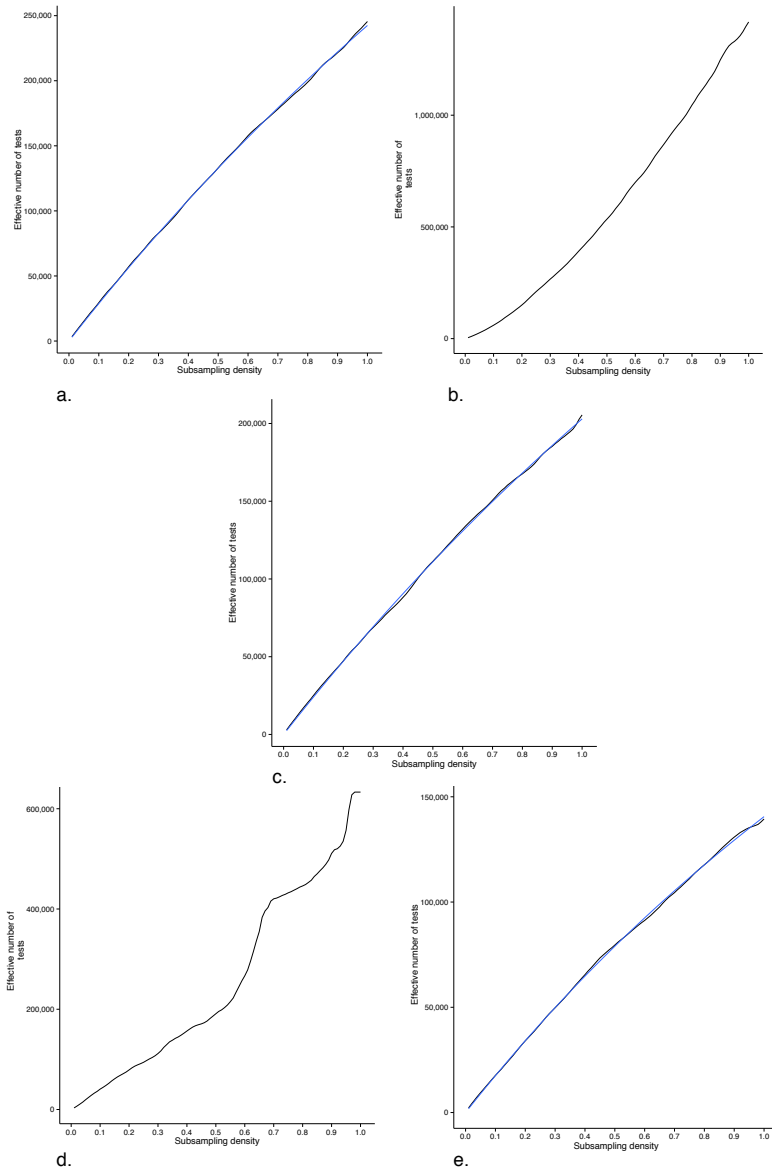 250,000
200,000
150,000
100,000
50,000
0
Effective number of tests
0.0 0.1 0.2 0.3 0.4 0.5 0.6 0.7 0.8 0.9 1.0
Subsampling density
a.
1,000,000
500,000
0
Effective number of
tests
0.0 0.1 0.2 0.3 0.4 0.5 0.6 0.7 0.8 0.9 1.0
Subsampling density
b.
200,000
150,000
100,000
50,000
0
Effective number of tests
0.0 0.1 0.2 0.3 0.4 0.5 0.6 0.7 0.8 0.9 1.0
Subsampling density
c.
600,000
400,000
200,000
0
Effective number of
tests
0.0 0.1 0.2 0.3 0.4 0.5 0.6 0.7 0.8 0.9 1.0
Subsampling density
d.
150,000
100,000
50,000
0
Effective number of tests
0.0 0.1 0.2 0.3 0.4 0.5 0.6 0.7 0.8 0.9 1.0
Subsampling density
e.